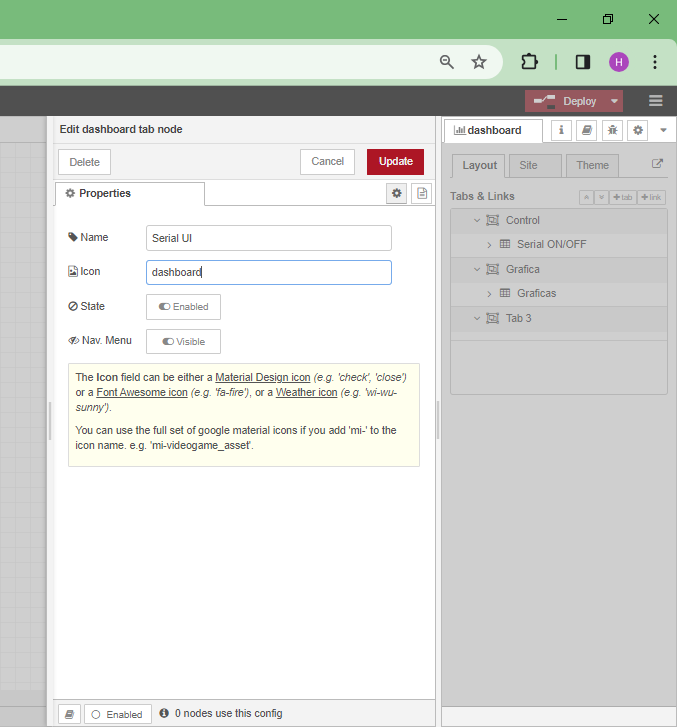 H
Deploy
Edit dashboard tab node
Delete
Cancel
Update
Properties
Name
Serial UI
Icon
dashboard
State
Enabled
Nav. Menu
Visible
The Icon field can be either a Material Design icon (e.g. 'check', 'close')
or a Font Awesome icon (e.g. 'fa-fire'), or a Weather icon (e.g. 'wi-wu-
sunny').
You can use the full set of google material icons if you add 'mi-' to the
icon name. e.g. 'mi-videogame_asset'.
Enabled
0 nodes use this config
dashboard
i
Layout
Site
Theme
Tabs & Links
+tab
+link
Control
Serial ON/OFF
Grafica
Graficas
Tab 3